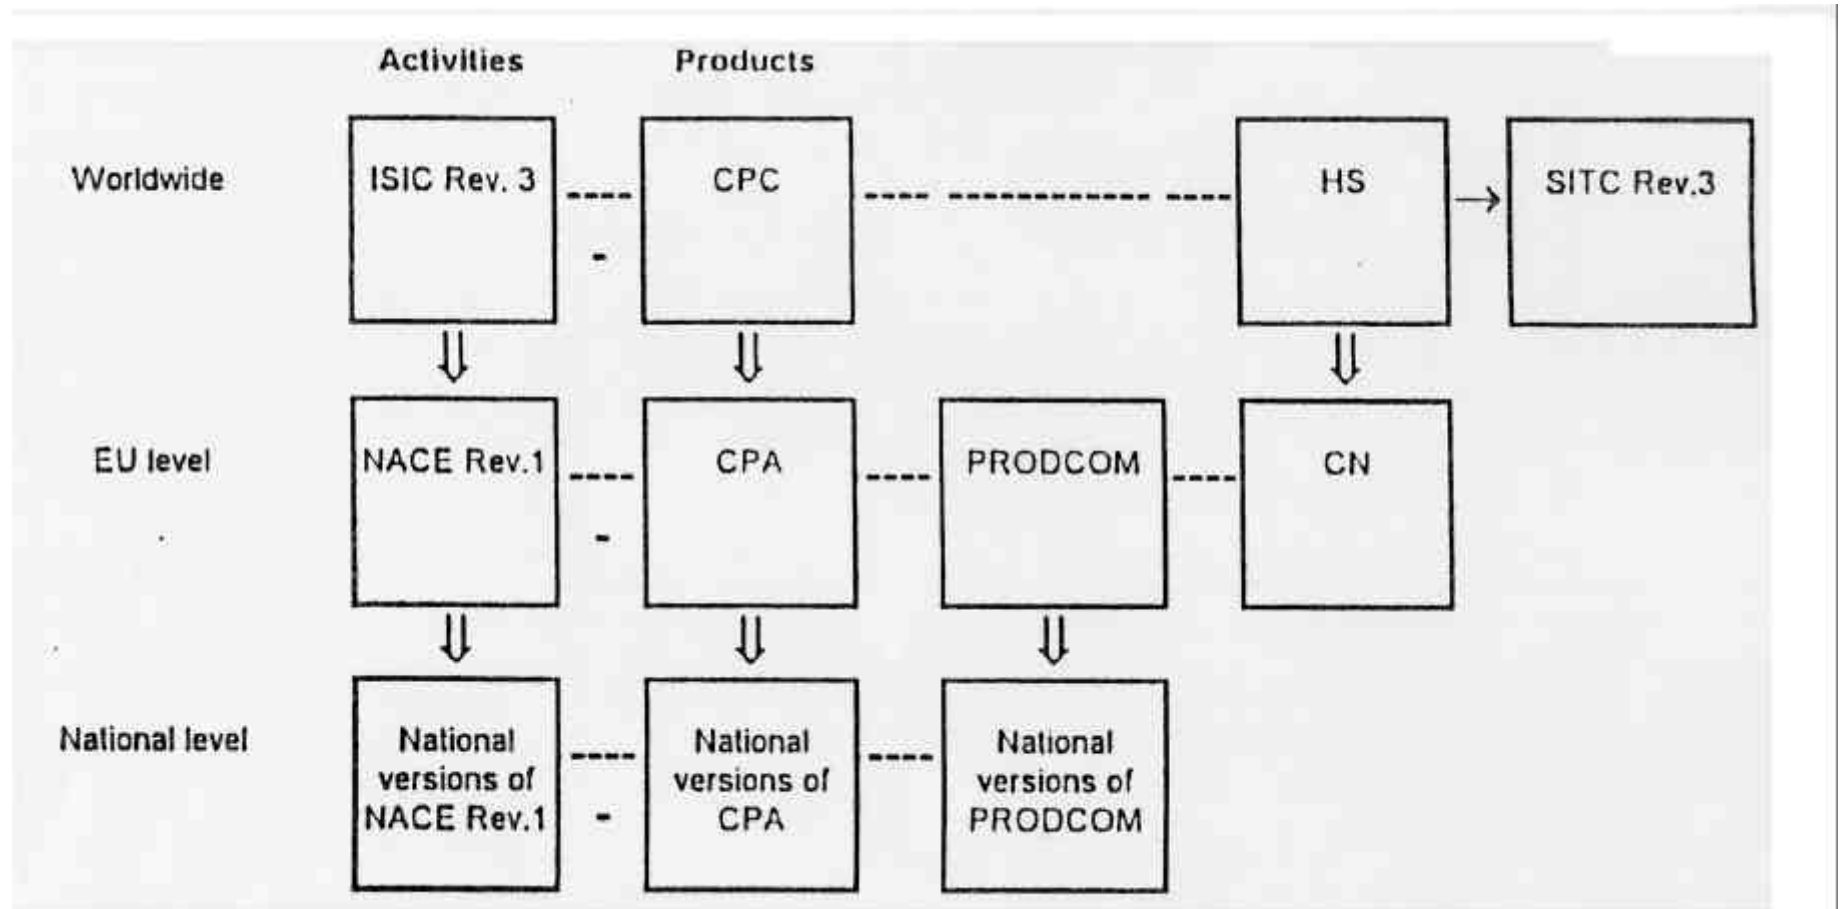 Activities Products
Worldwide ISIC Rev. 3 CPC HS SITC Rev.3
EU level NACE Rev.1 CPA PRODCOM CN
National level National National National
versions of versions of versions of
NACE Rev.1 CPA PRODCOM